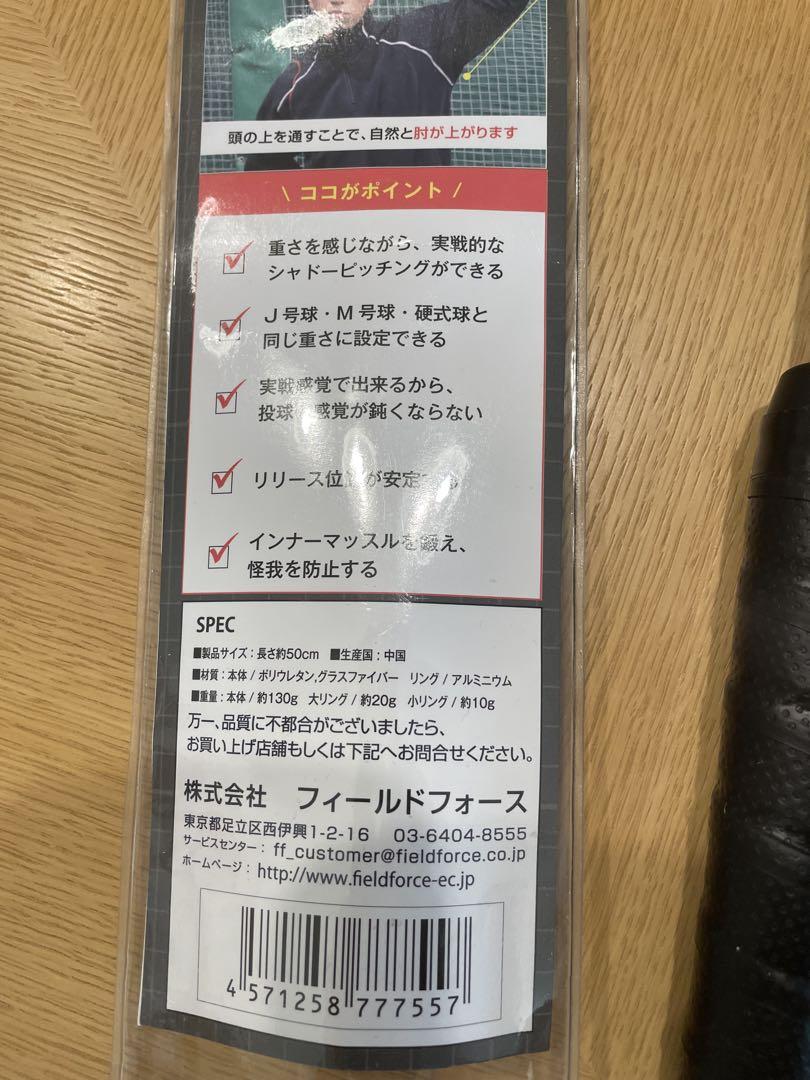 頭の上を通すことで、自然と肘が上がります
\ ココがポイント /
重さを感じながら、実戦的な
シャドーピッチングができる
J号球・M号球・硬式球と
同じ重さに設定できる
実戦感覚で出来るから、
投球 感覚が鈍くならない
リリース位 が安定
インナーマッスルを鍛え、
怪我を防止する
SPEC
■製品サイズ：長さ約50cm ■生産国：中国
■材質：本体 / ポリウレタン,グラスファイバー リング / アルミニウム
■重量：本体 / 約130g 大リング / 約20g 小リング / 約10g
万一、品質に不都合がございましたら、
お買い上げ店舗もしくは下記へお問合せください。
株式会社 フィールドフォース
東京都足立区西伊興1-2-16 03-6404-8555
サービスセンター： ff_customer@fieldforce.co.jp
ホームページ： http://www.fieldforce-ec.jp
4 571258 777557